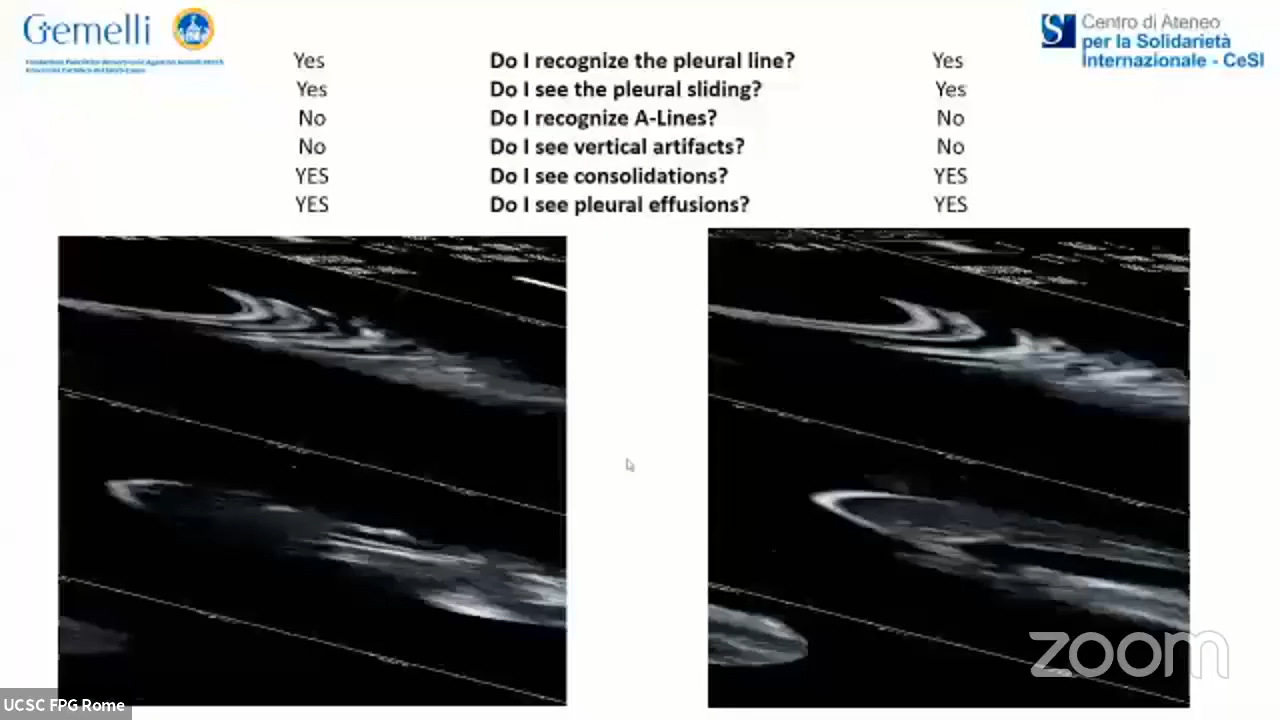 Gemelli
Centro di Ateneo
per la Solidarietà
Internazionale - CeSI
Yes Do I recognize the pleural line? Yes
Yes Do I see the pleural sliding? Yes
No Do I recognize A-Lines? No
No Do I see vertical artifacts? No
YES Do I see consolidations? YES
YES Do I see pleural effusions? YES
zoom
UCSC FPG Rome